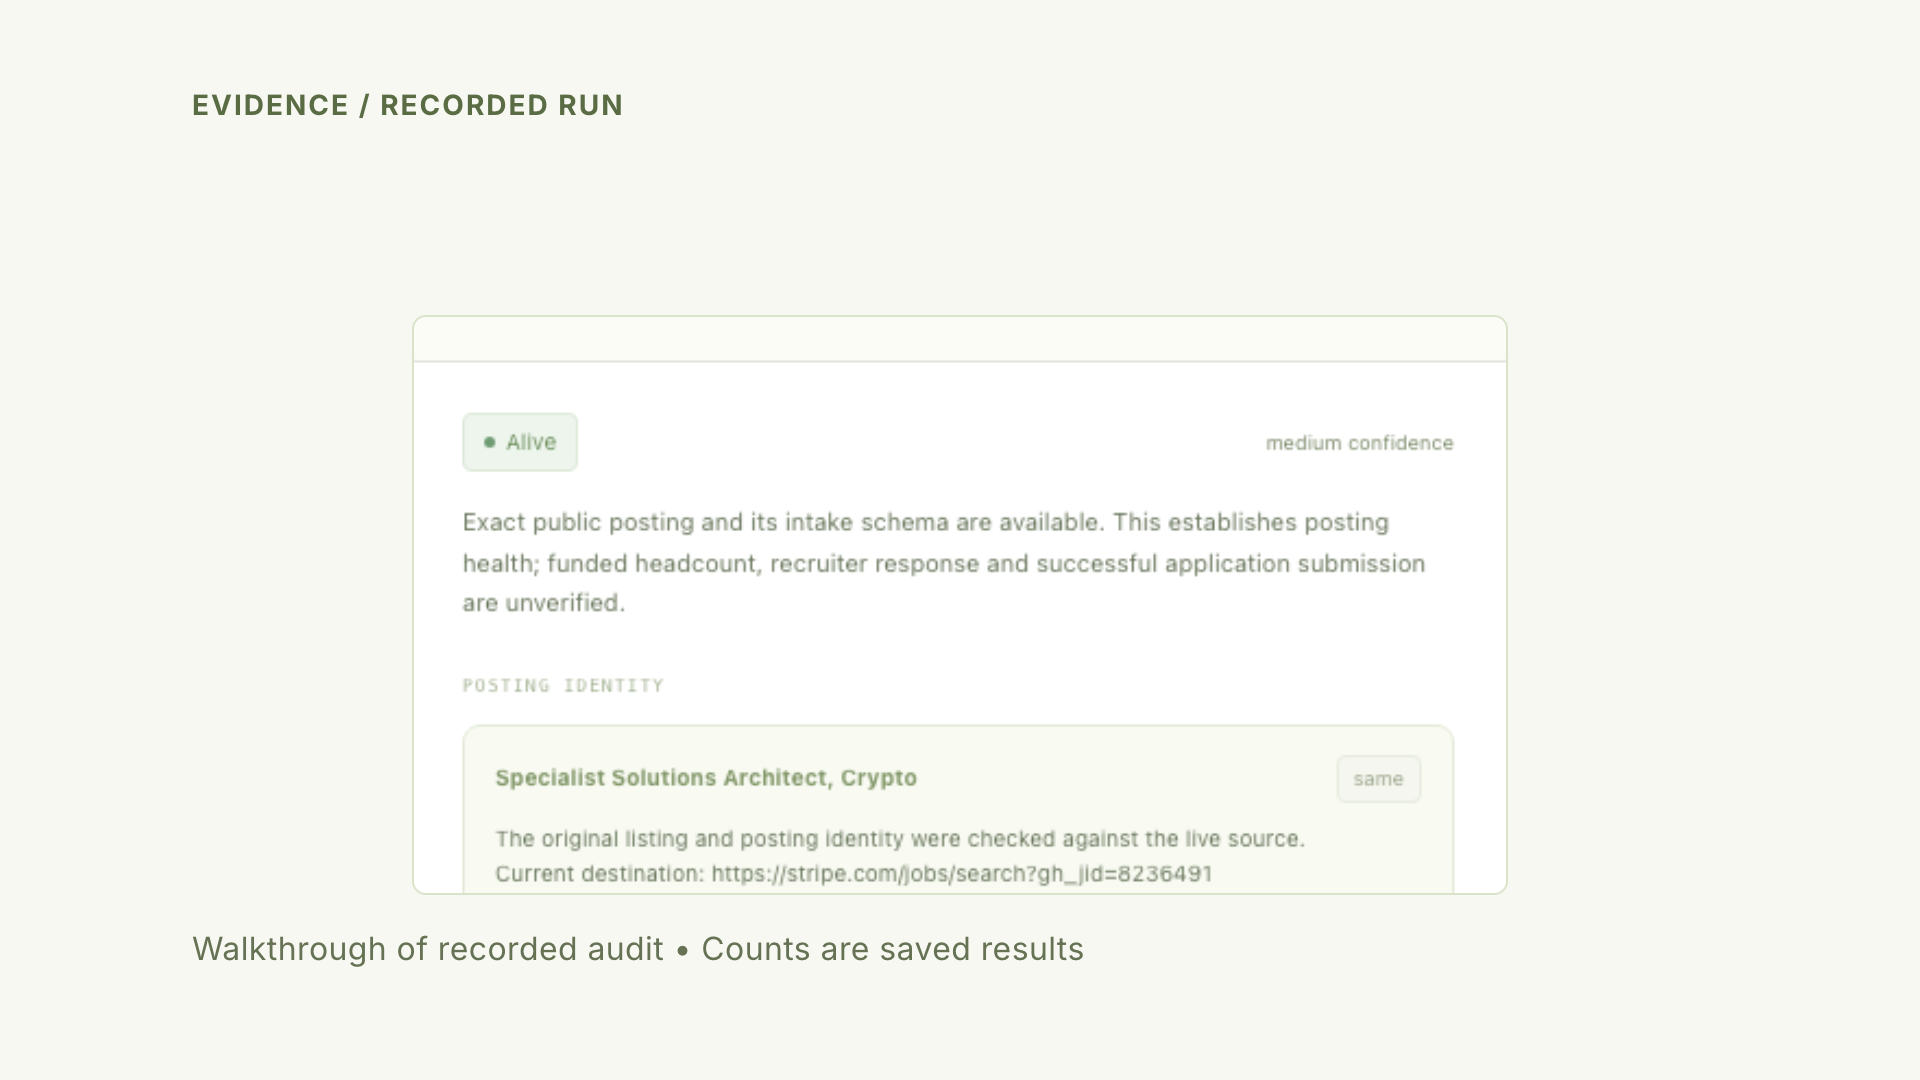 EVIDENCE / RECORDED RUN
Alive
medium confidence
Exact public posting and its intake schema are available. This establishes posting
health; funded headcount, recruiter response and successful application submission
are unverified.
POSTING IDENTITY
Specialist Solutions Architect, Crypto
same
The original listing and posting identity were checked against the live source.
Current destination: https://stripe.com/jobs/search?gh_jid=8236491
Walkthrough of recorded audit • Counts are saved results